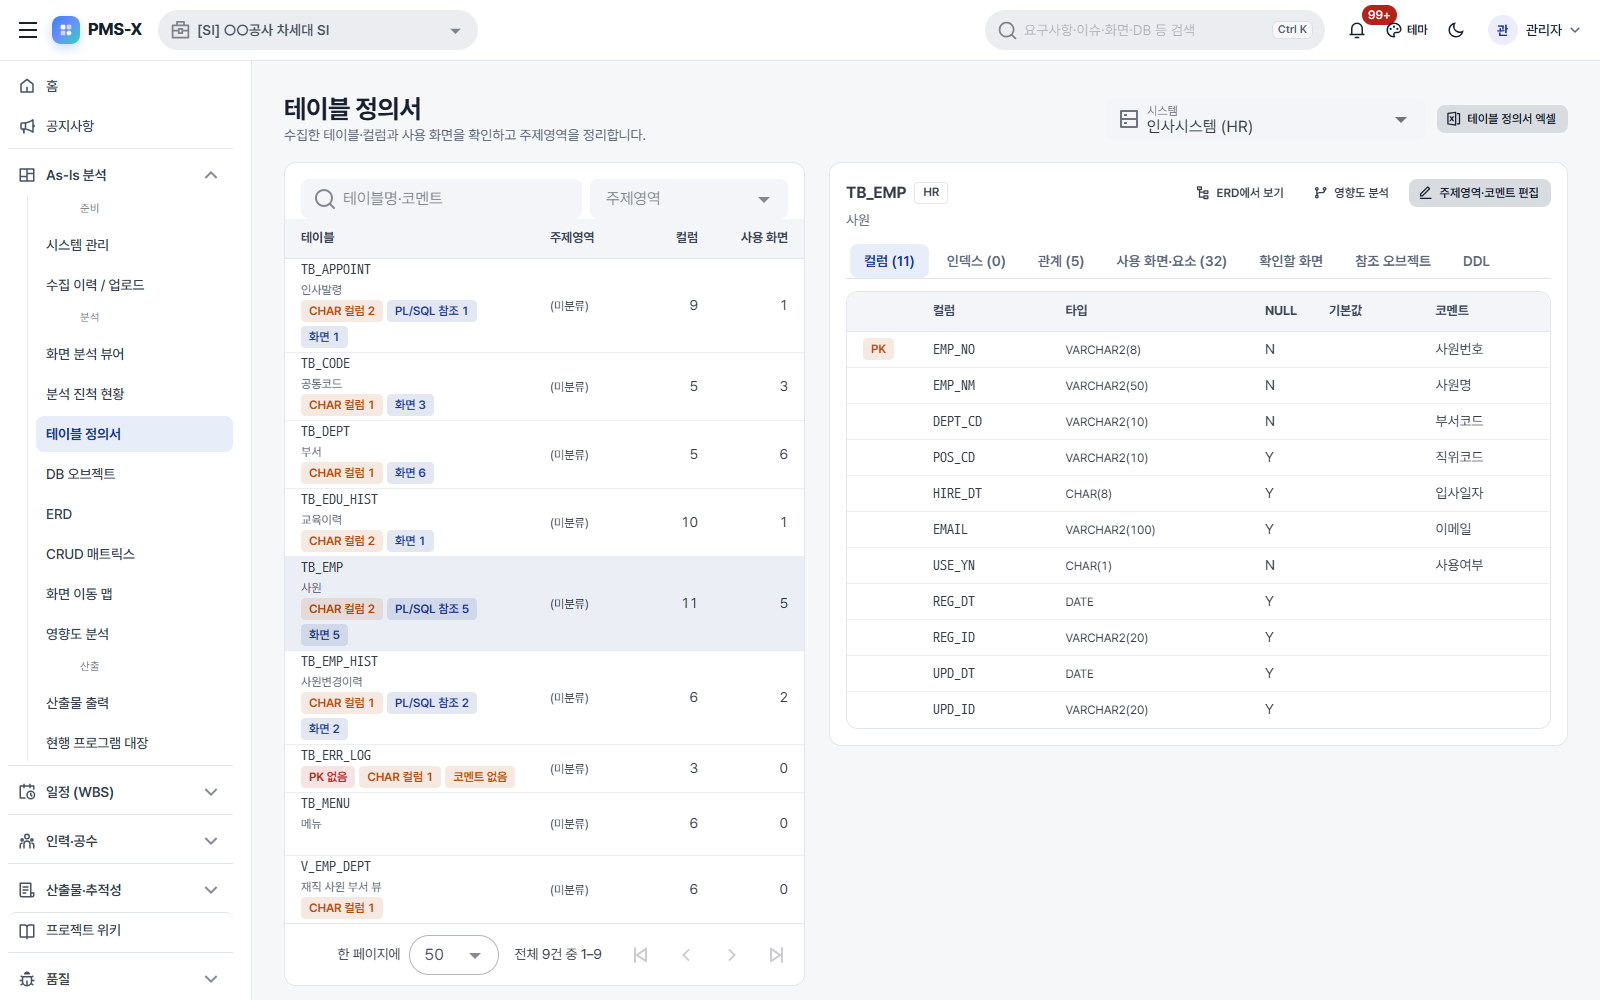 PMS-X
[SI] 〇〇공사 차세대 SI
요구사항·이슈·화면·DB 등 검색
Ctrl K
99+
테마
관
관리자
홈
공지사항
As-Is 분석
준비
시스템 관리
수집 이력 / 업로드
분석
화면 분석 뷰어
분석 진척 현황
테이블 정의서
DB 오브젝트
ERD
CRUD 매트릭스
화면 이동 맵
영향도 분석
산출
산출물 출력
현행 프로그램 대장
일정 (WBS)
인력·공수
산출물·추적성
프로젝트 위키
품질
테이블 정의서
수집한 테이블·컬럼과 사용 화면을 확인하고 주제영역을 정리합니다.
시스템
인사시스템 (HR)
테이블 정의서 엑셀
테이블명·코멘트
주제영역
테이블 주제영역 컬럼 사용 화면
TB_APPOINT
인사발령
CHAR 컬럼 2 PL/SQL 참조 1
화면 1
(미분류) 9 1
TB_CODE
공통코드
CHAR 컬럼 1 화면 3
(미분류) 5 3
TB_DEPT
부서
CHAR 컬럼 1 화면 6
(미분류) 5 6
TB_EDU_HIST
교육이력
CHAR 컬럼 2 화면 1
(미분류) 10 1
TB_EMP
사원
CHAR 컬럼 2 PL/SQL 참조 5
화면 5
(미분류) 11 5
TB_EMP_HIST
사원변경이력
CHAR 컬럼 1 PL/SQL 참조 2
화면 2
(미분류) 6 2
TB_ERR_LOG
PK 없음 CHAR 컬럼 1 코멘트 없음
(미분류) 3 0
TB_MENU
메뉴
(미분류) 6 0
V_EMP_DEPT
재직 사원 부서 뷰
CHAR 컬럼 1
(미분류) 6 0
한 페이지에 50 전체 9건 중 1–9
TB_EMP HR
사원
ERD에서 보기
영향도 분석
주제영역·코멘트 편집
컬럼 (11) 인덱스 (0) 관계 (5) 사용 화면·요소 (32) 확인할 화면 참조 오브젝트 DDL
컬럼 타입 NULL 기본값 코멘트
PK EMP_NO VARCHAR2(8) N 사원번호
EMP_NM VARCHAR2(50) N 사원명
DEPT_CD VARCHAR2(10) N 부서코드
POS_CD VARCHAR2(10) Y 직위코드
HIRE_DT CHAR(8) Y 입사일자
EMAIL VARCHAR2(100) Y 이메일
USE_YN CHAR(1) N 사용여부
REG_DT DATE Y
REG_ID VARCHAR2(20) Y
UPD_DT DATE Y
UPD_ID VARCHAR2(20) Y